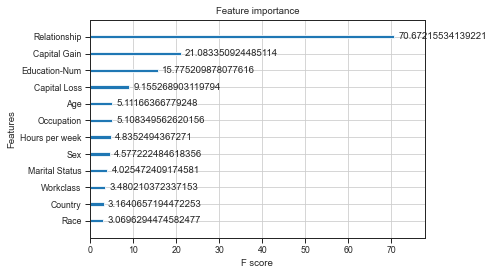 Feature importance
Relationship 70.67215534139221
Capital Gain 21.083350924485114
Education-Num 15.775209878077616
Capital Loss 9.155268903119794
Age 5.11166366779248
Occupation 5.108349562620156
Hours per week 4.8352494367271
Sex 4.577222484618356
Marital Status 4.025472409174581
Workclass 3.480210372337153
Country 3.1640657194472253
Race 3.0696294474582477
0 10 20 30 40 50 60 70
F score
Features